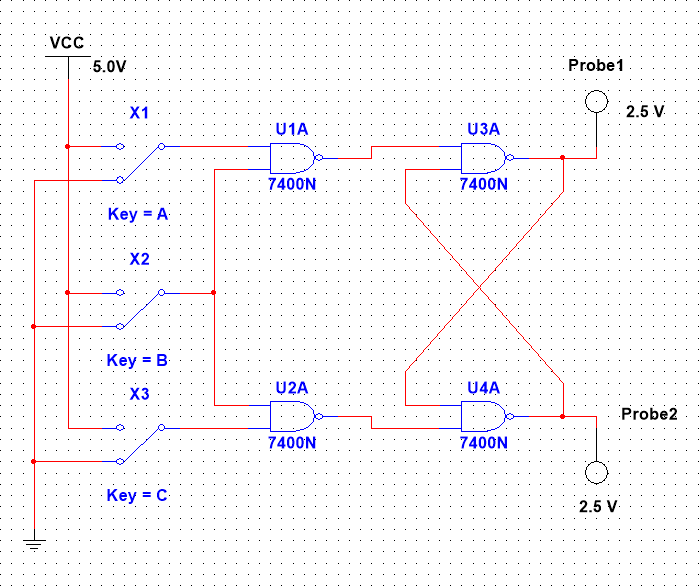 VCC
5.0V
Probe1
2.5 V
X1
U1A
U3A
7400N
7400N
Key = A
X2
Key = B
X3
U2A
U4A
Probe2
7400N
7400N
Key = C
2.5 V